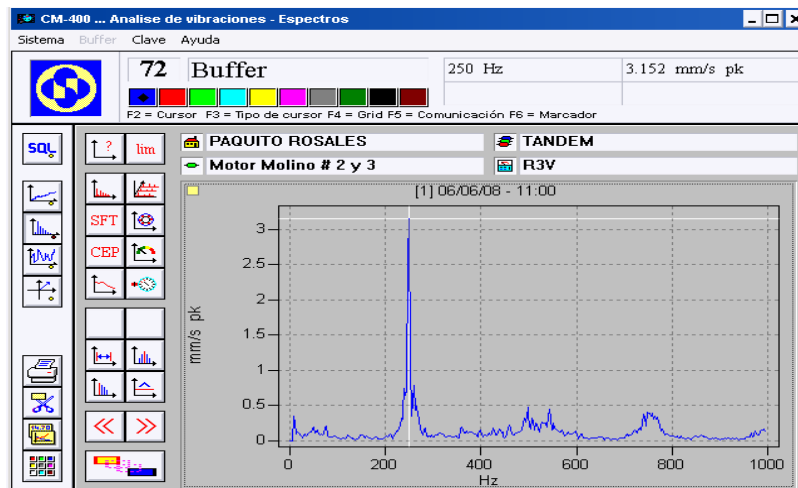 CM-400 ... Analise de vibraciones - Espectros
Sistema Buffer Clave Ayuda
72 Buffer
250 Hz
3.152 mm/s pk
F2 = Cursor F3 = Tipo de cursor F4 = Grid F5 = Comunicación F6 = Marcador
SQL
? lim
PAQUITO ROSALES
TANDEM
Motor Molino # 2 y 3
R3V
[1] 06/06/08 - 11:00
SFT
CEP
mm/s pk
3
2.5
2
1.5
1
0.5
0
0 200 400 600 800 1000
Hz